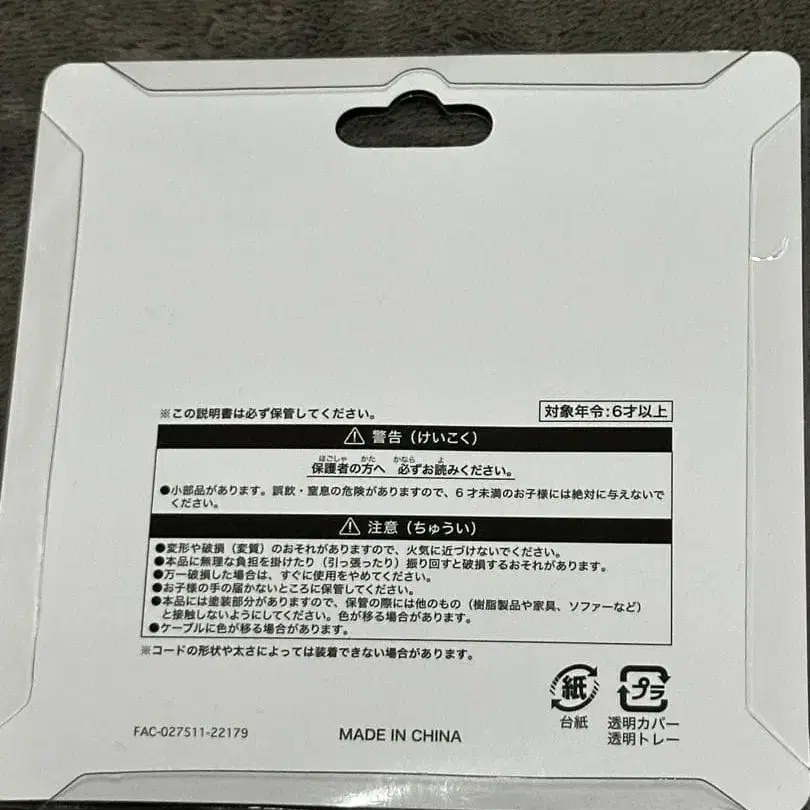 ※この説明書は必ず保管してください。
対象年令:6才以上
⚠ 警告（けいこく）
ほごしゃ かた かなら よ
保護者の方へ 必ずお読みください。
●小部品があります。誤飲・窒息の危険がありますので、6才未満のお子様には絶対に与えないで
ください。
⚠ 注意（ちゅうい）
●変形や破損（変質）のおそれがありますので、火気に近づけないでください。
●本品に無理な負担を掛けたり（引っ張ったり）振り回すと破損するおそれがあります。
●万一破損した場合は、すぐに使用をやめてください。
●お子様の手の届かないところに保管してください。
●本品には塗装部分がありますので、保管の際には他のもの（樹脂製品や家具、ソファーなど）
と接触しないようにしてください。色が移る場合があります。
●ケーブルに色が移る場合があります。
※コードの形状や太さによっては装着できない場合があります。
紙
台紙
プラ
透明カバー
透明トレー
FAC-027511-22179
MADE IN CHINA